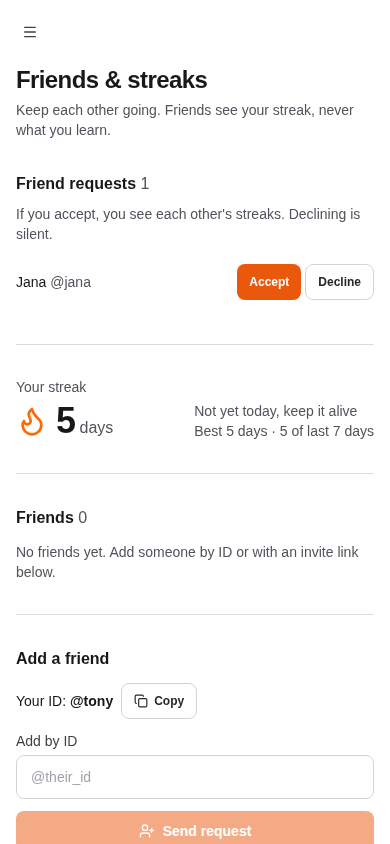 Friends & streaks
Keep each other going. Friends see your streak, never
what you learn.
Friend requests 1
If you accept, you see each other's streaks. Declining is
silent.
Jana @jana
Accept
Decline
Your streak
5 days
Not yet today, keep it alive
Best 5 days · 5 of last 7 days
Friends 0
No friends yet. Add someone by ID or with an invite link
below.
Add a friend
Your ID: @tony
Copy
Add by ID
@their_id
Send request